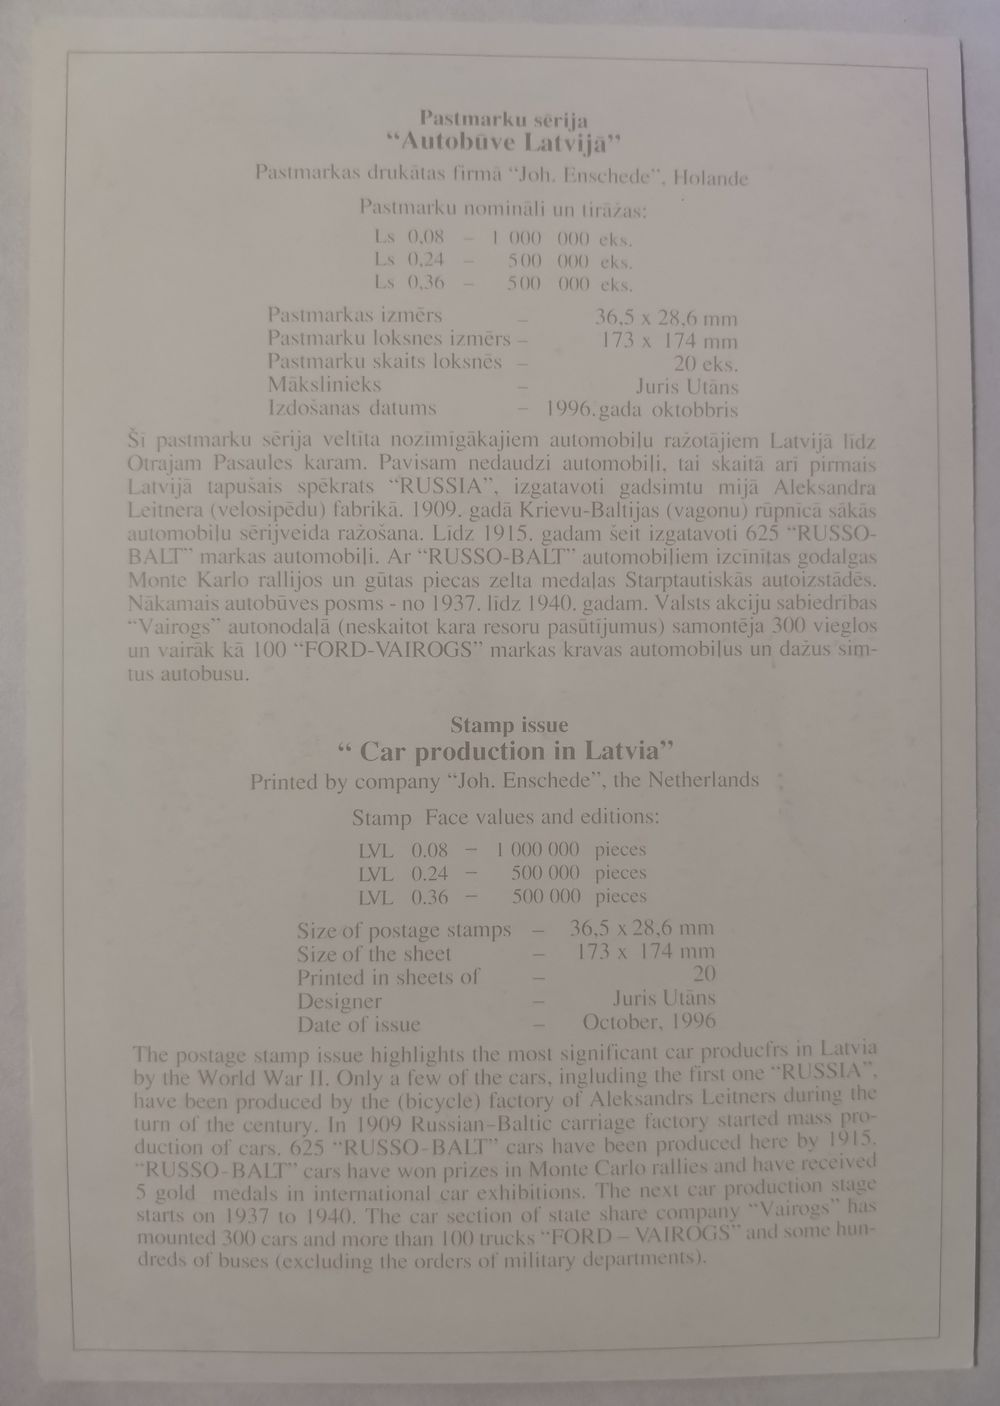 Pastmarku sērija
“Autobūve Latvijā”
Pastmarkas drukātas firmā “Joh. Enschede”, Holande
Pastmarku nomināli un tirāžas:
Ls 0,08 – 1 000 000 eks.
Ls 0,24 – 500 000 eks.
Ls 0,36 – 500 000 eks.
Pastmarkas izmērs – 36,5 x 28,6 mm
Pastmarku loksnes izmērs – 173 x 174 mm
Pastmarku skaits loksnēs – 20 eks.
Mākslinieks – Juris Utāns
Izdošanas datums – 1996.gada oktobbris
Šī pastmarku sērija veltīta nozīmīgākajiem automobiļu ražotājiem Latvijā līdz
Otrajam Pasaules karam. Pavisam nedaudzi automobiļi, tai skaitā arī pirmais
Latvijā tapušais spēkrats “RUSSIA”, izgatavoti gadsimtu mijā Aleksandra
Leitnera (velosipēdu) fabrikā. 1909. gadā Krievu-Baltijas (vagonu) rūpnīcā sākās
automobiļu sērijveida ražošana. Līdz 1915. gadam šeit izgatavoti 625 “RUSSO-
BALT” markas automobiļi. Ar “RUSSO-BALT” automobiļiem izcīnītas godalgas
Monte Karlo rallijos un gūtas piecas zelta medaļas Starptautiskās autoizstādēs.
Nākamais autobūves posms - no 1937. līdz 1940. gadam. Valsts akciju sabiedrības
“Vairogs” autonodaļā (neskaitot kara resoru pasūtījumus) samontēja 300 vieglos
un vairāk kā 100 “FORD-VAIROGS” markas kravas automobiļus un dažus sim-
tus autobusu.
Stamp issue
“ Car production in Latvia”
Printed by company “Joh. Enschede”, the Netherlands
Stamp Face values and editions:
LVL 0.08 – 1 000 000 pieces
LVL 0.24 – 500 000 pieces
LVL 0.36 – 500 000 pieces
Size of postage stamps – 36,5 x 28,6 mm
Size of the sheet – 173 x 174 mm
Printed in sheets of – 20
Designer – Juris Utāns
Date of issue – October, 1996
The postage stamp issue highlights the most significant car producfrs in Latvia
by the World War II. Only a few of the cars, ingluding the first one “RUSSIA”,
have been produced by the (bicycle) factory of Aleksandrs Leitners during the
turn of the century. In 1909 Russian-Baltic carriage factory started mass pro-
duction of cars. 625 “RUSSO-BALT” cars have been produced here by 1915.
“RUSSO-BALT” cars have won prizes in Monte Carlo rallies and have received
5 gold medals in international car exhibitions. The next car production stage
starts on 1937 to 1940. The car section of state share company “Vairogs” has
mounted 300 cars and more than 100 trucks “FORD – VAIROGS” and some hun-
dreds of buses (excluding the orders of military departments).